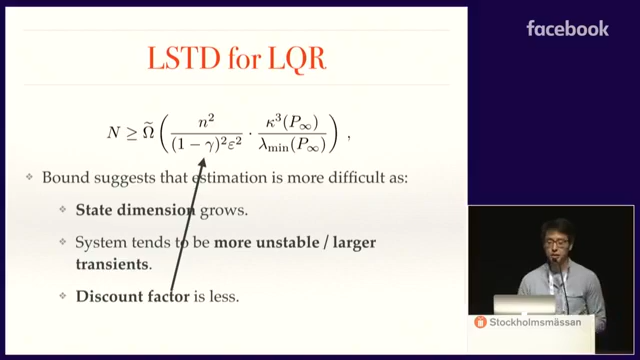 facebook
LSTD for LQR
N ≥ Ω̃ ( n² / ((1 − γ)²ε²) · κ³(P∞) / λmin(P∞) ) ,
Bound suggests that estimation is more difficult as:
State dimension grows.
System tends to be more unstable / larger
transients.
Discount factor is less.
Stockholmsmässan